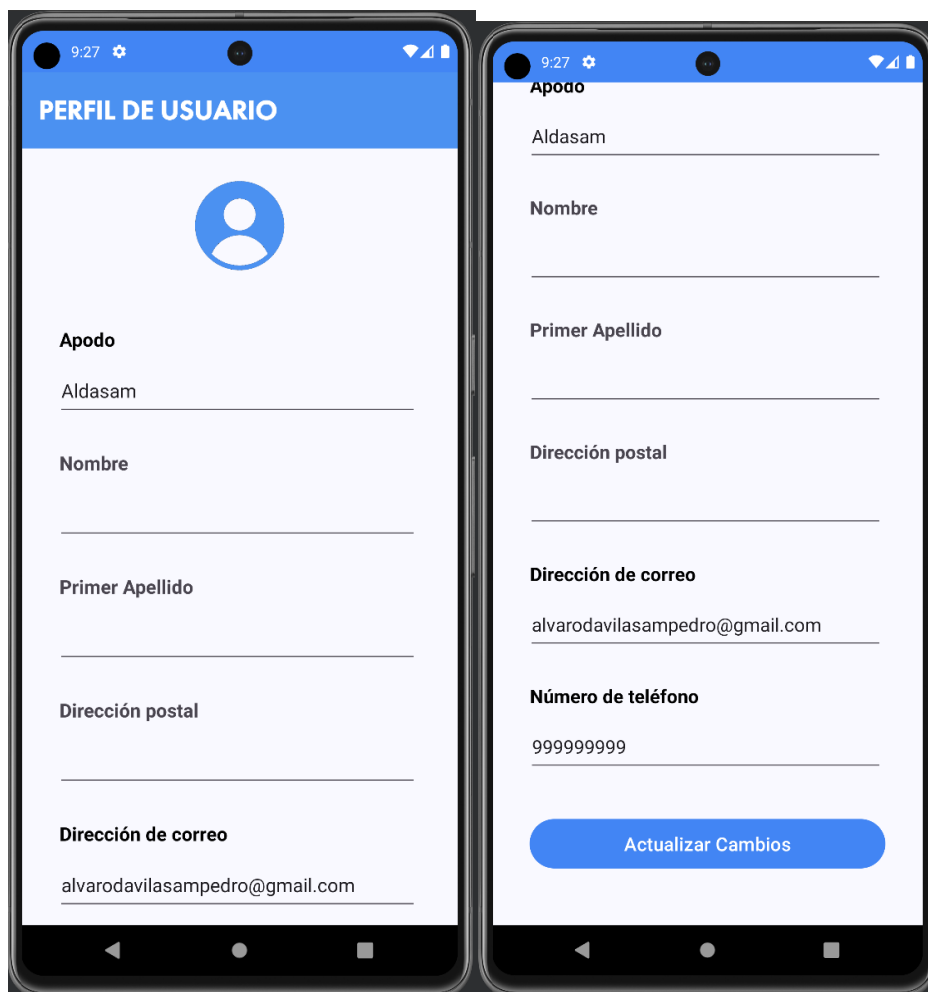 9:27
PERFIL DE USUARIO
Apodo
Aldasam
Nombre
Primer Apellido
Dirección postal
Dirección de correo
alvarodavilasampedro@gmail.com
9:27
Apodo
Aldasam
Nombre
Primer Apellido
Dirección postal
Dirección de correo
alvarodavilasampedro@gmail.com
Número de teléfono
999999999
Actualizar Cambios